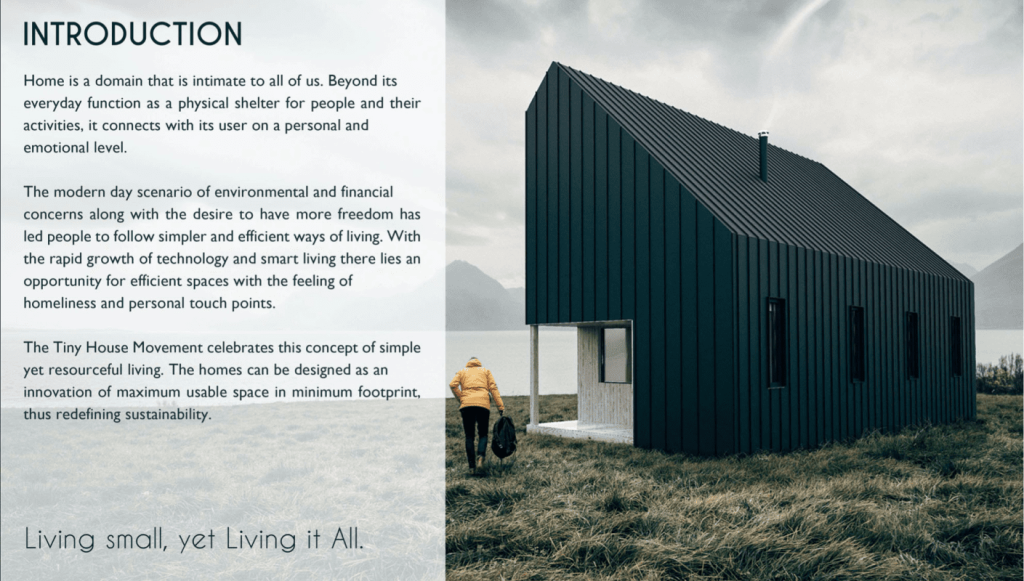 INTRODUCTION
Home is a domain that is intimate to all of us. Beyond its
everyday function as a physical shelter for people and their
activities, it connects with its user on a personal and
emotional level.
The modern day scenario of environmental and financial
concerns along with the desire to have more freedom has
led people to follow simpler and efficient ways of living. With
the rapid growth of technology and smart living there lies an
opportunity for efficient spaces with the feeling of
homeliness and personal touch points.
The Tiny House Movement celebrates this concept of simple
yet resourceful living. The homes can be designed as an
innovation of maximum usable space in minimum footprint,
thus redefining sustainability.
Living small, yet Living it All.